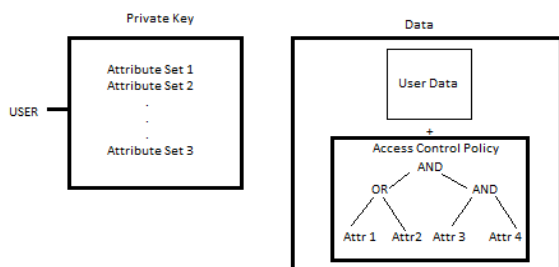 Private Key
Data
Attribute Set 1
Attribute Set 2
.
.
.
Attribute Set 3
USER
User Data
+
Access Control Policy
AND
OR
AND
Attr 1
Attr2
Attr 3
Attr 4